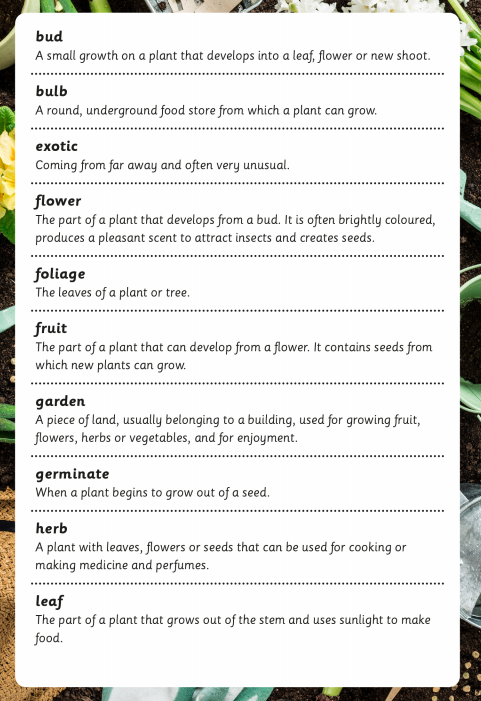 bud
A small growth on a plant that develops into a leaf, flower or new shoot.
bulb
A round, underground food store from which a plant can grow.
exotic
Coming from far away and often very unusual.
flower
The part of a plant that develops from a bud. It is often brightly coloured,
produces a pleasant scent to attract insects and creates seeds.
foliage
The leaves of a plant or tree.
fruit
The part of a plant that can develop from a flower. It contains seeds from
which new plants can grow.
garden
A piece of land, usually belonging to a building, used for growing fruit,
flowers, herbs or vegetables, and for enjoyment.
germinate
When a plant begins to grow out of a seed.
herb
A plant with leaves, flowers or seeds that can be used for cooking or
making medicine and perfumes.
leaf
The part of a plant that grows out of the stem and uses sunlight to make
food.